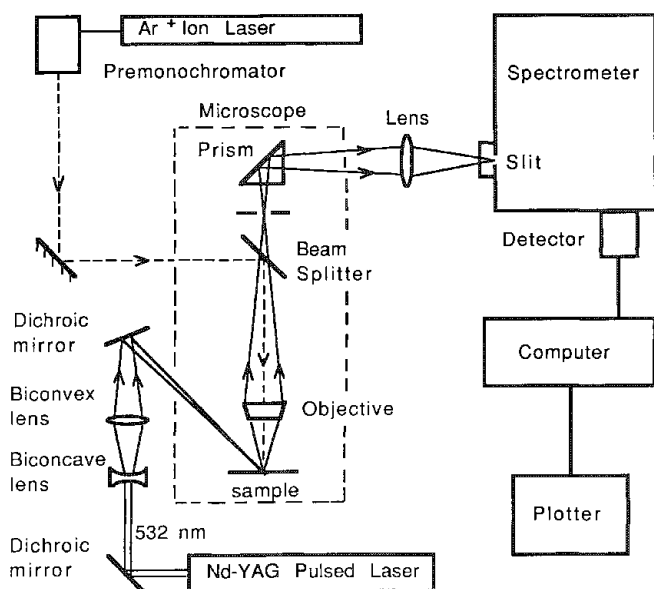 Ar + Ion Laser
Premonochromator
Microscope
Prism
Lens
Spectrometer
Slit
Detector
Beam
Splitter
Dichroic
mirror
Computer
Biconvex
lens
Objective
Biconcave
lens
sample
Plotter
532 nm
Dichroic
mirror
Nd-YAG Pulsed Laser